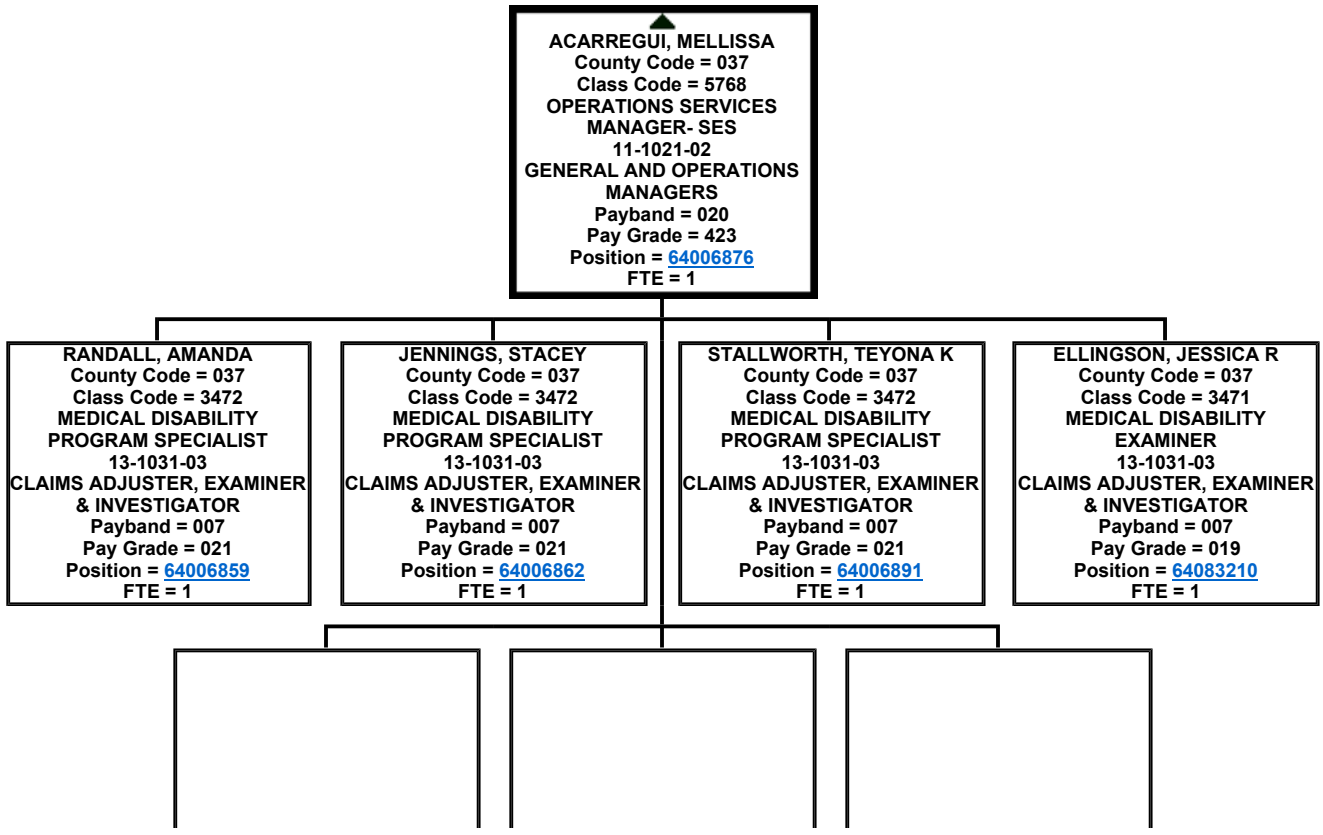 ACARREGUI, MELLISSA
County Code = 037
Class Code = 5768
OPERATIONS SERVICES
MANAGER- SES
11-1021-02
GENERAL AND OPERATIONS
MANAGERS
Payband = 020
Pay Grade = 423
Position = 64006876
FTE = 1
RANDALL, AMANDA
County Code = 037
Class Code = 3472
MEDICAL DISABILITY
PROGRAM SPECIALIST
13-1031-03
CLAIMS ADJUSTER, EXAMINER
& INVESTIGATOR
Payband = 007
Pay Grade = 021
Position = 64006859
FTE = 1
JENNINGS, STACEY
County Code = 037
Class Code = 3472
MEDICAL DISABILITY
PROGRAM SPECIALIST
13-1031-03
CLAIMS ADJUSTER, EXAMINER
& INVESTIGATOR
Payband = 007
Pay Grade = 021
Position = 64006862
FTE = 1
STALLWORTH, TEYONA K
County Code = 037
Class Code = 3472
MEDICAL DISABILITY
PROGRAM SPECIALIST
13-1031-03
CLAIMS ADJUSTER, EXAMINER
& INVESTIGATOR
Payband = 007
Pay Grade = 021
Position = 64006891
FTE = 1
ELLINGSON, JESSICA R
County Code = 037
Class Code = 3471
MEDICAL DISABILITY
EXAMINER
13-1031-03
CLAIMS ADJUSTER, EXAMINER
& INVESTIGATOR
Payband = 007
Pay Grade = 019
Position = 64083210
FTE = 1